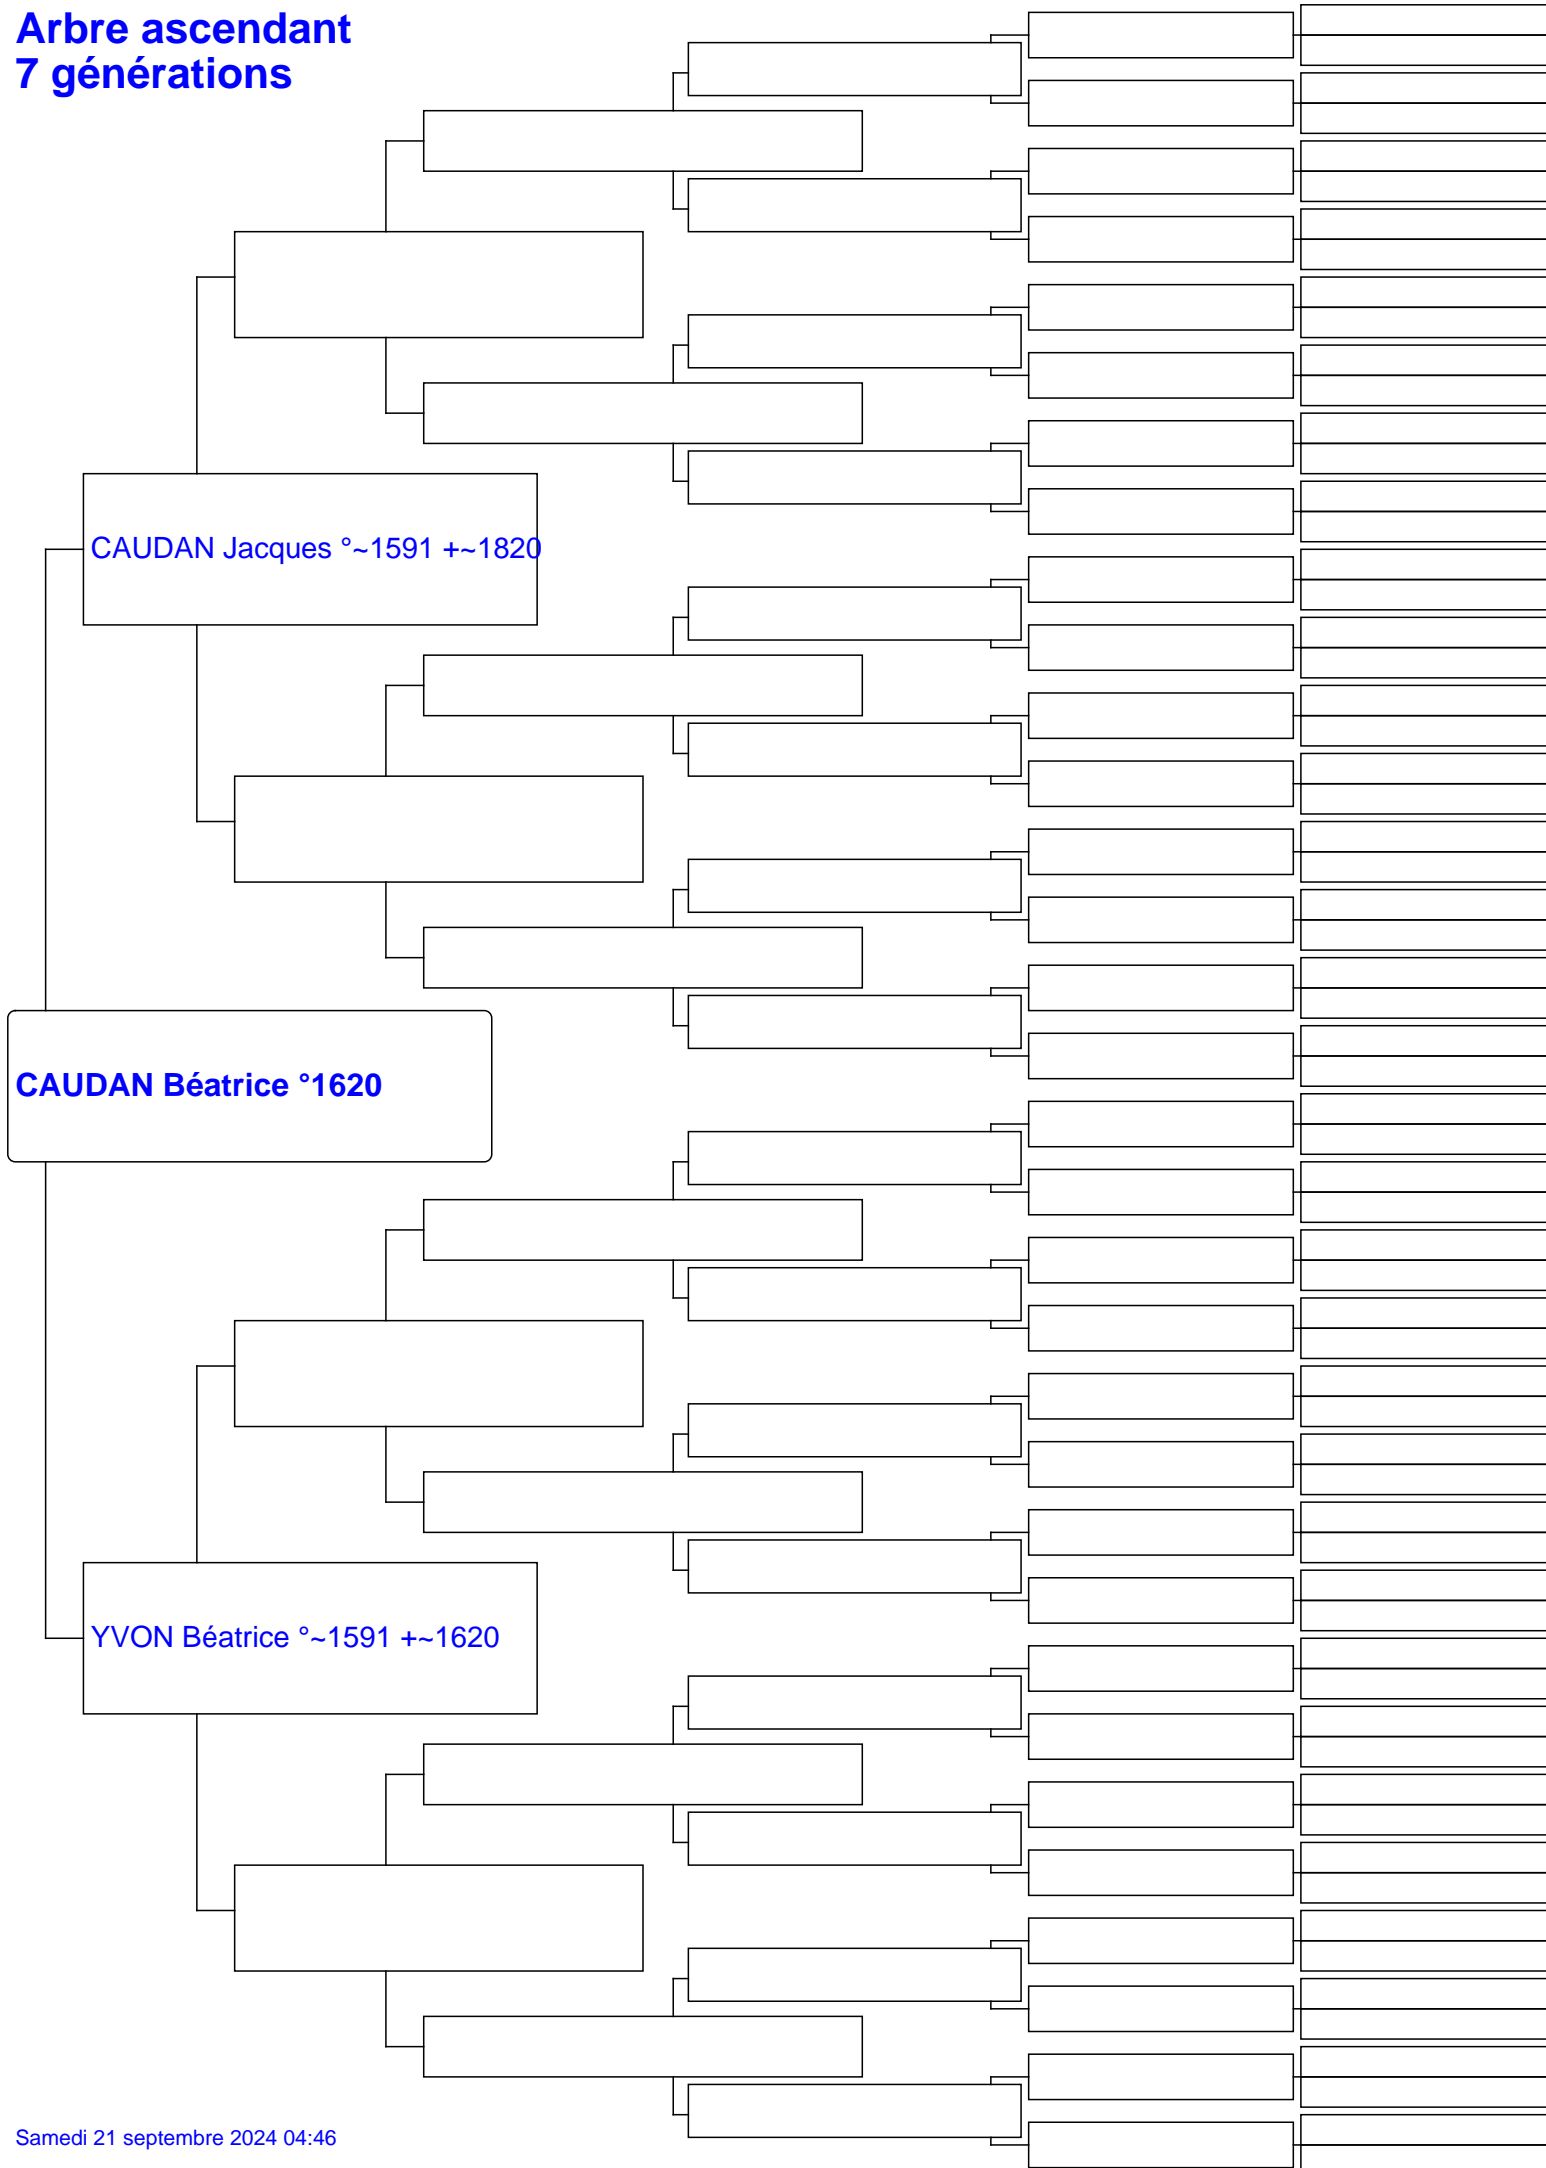 Arbre ascendant
7 générations
CAUDAN Jacques °~1591 +~1820
CAUDAN Béatrice °1620
YVON Béatrice °~1591 +~1620
Samedi 21 septembre 2024 04:46